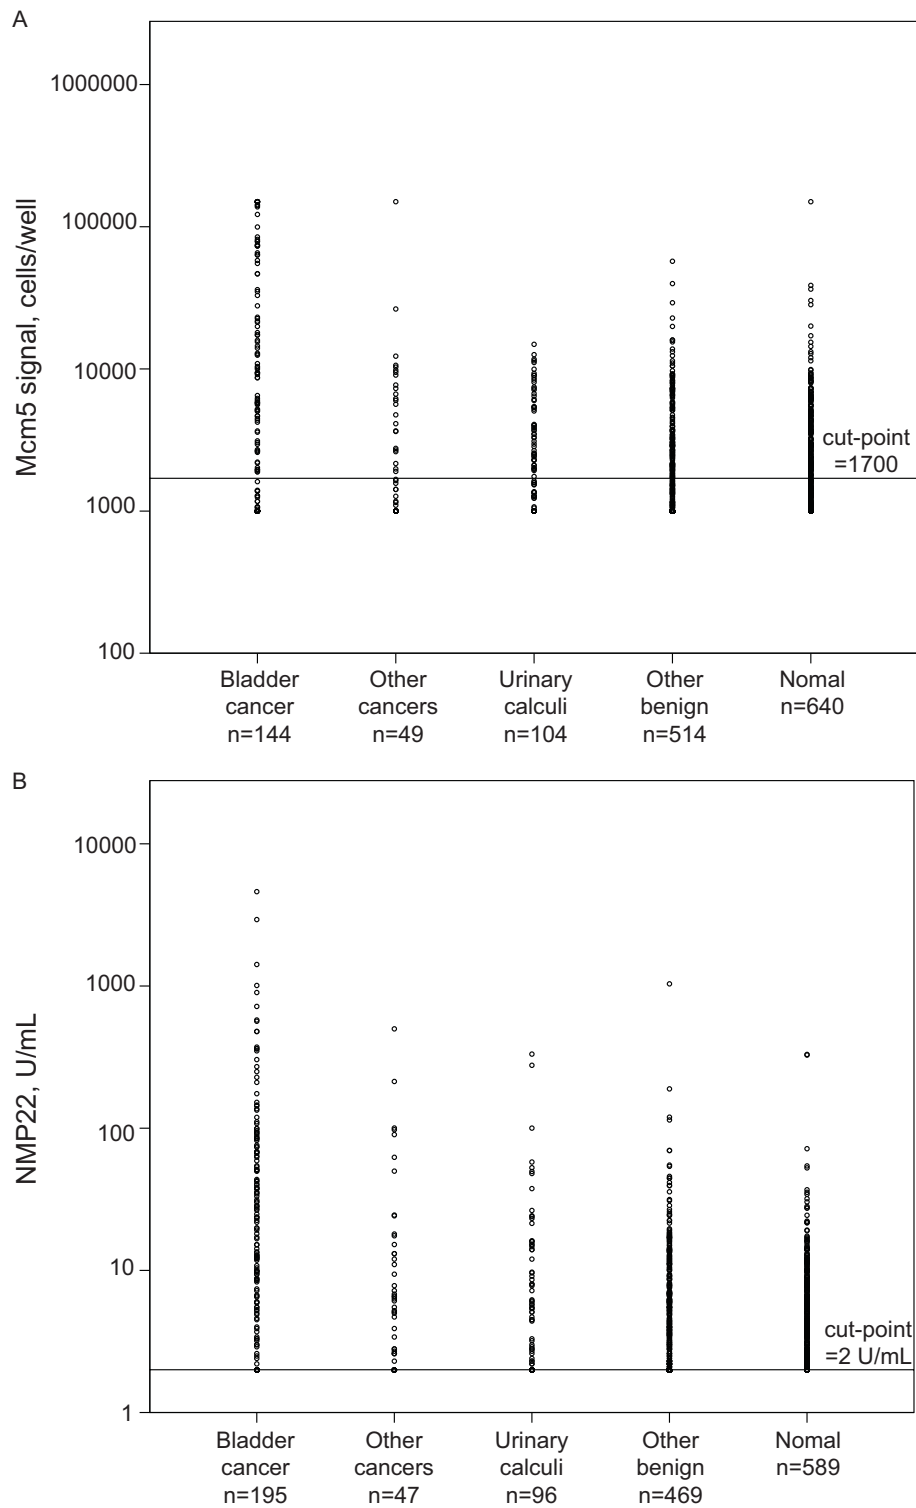 A
1000000
100000
10000
1000
100
Mcm5 signal, cells/well
cut-point
=1700
Bladder
cancer
n=144
Other
cancers
n=49
Urinary
calculi
n=104
Other
benign
n=514
Nomal
n=640
B
10000
1000
100
10
1
NMP22, U/mL
cut-point
=2 U/mL
Bladder
cancer
n=195
Other
cancers
n=47
Urinary
calculi
n=96
Other
benign
n=469
Nomal
n=589